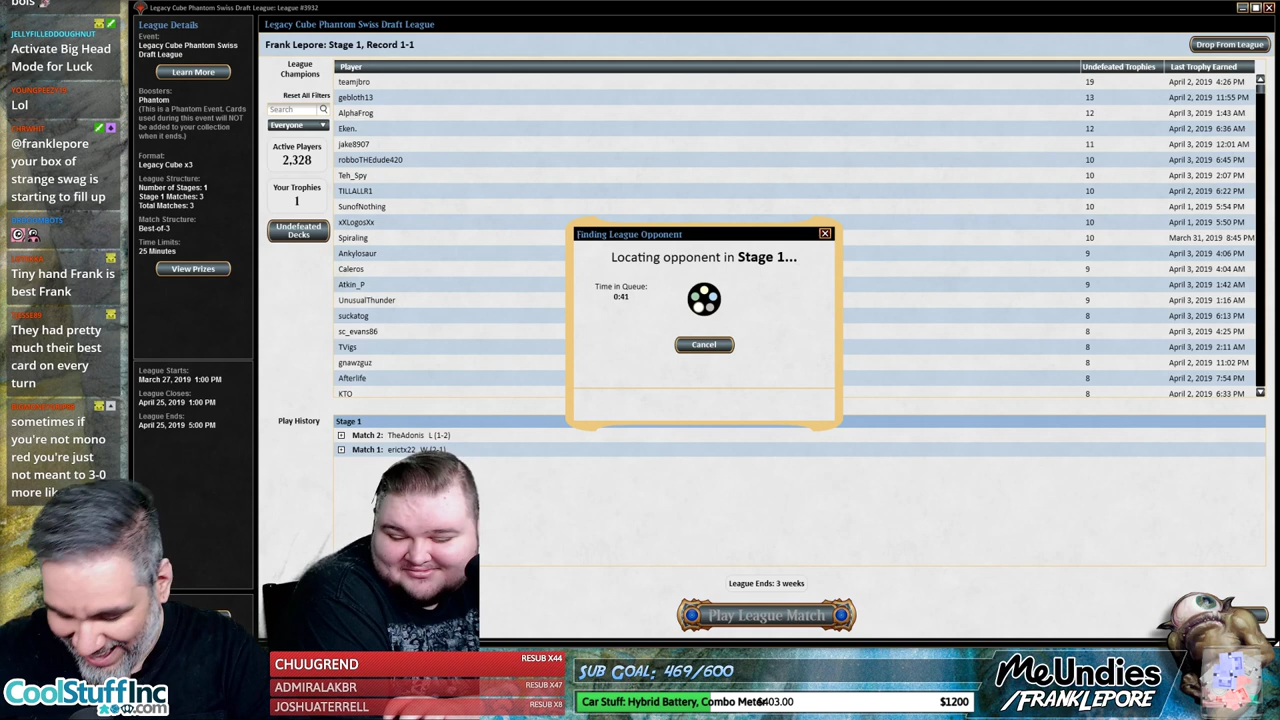 bois
JELLYFILLEDDOUGHNUT
Activate Big Head
Mode for Luck
Lol
@franklepore
your box of
strange swag is
starting to fill up
Tiny hand Frank is
best Frank
They had pretty
much their best
card on every
turn
sometimes if
you're not mono
red you're just
not meant to 3-0
more
Legacy Cube Phantom Swiss Draft League: League #3932
League Details
Event:
Legacy Cube Phantom Swiss
Draft League
Learn More
Boosters:
Phantom
(This is a Phantom Event. Cards
used during this event will NOT
be added to your collection
when it ends.)
Format:
Legacy Cube x3
League Structure:
Number of Stages: 1
Stage 1 Matches: 3
Total Matches: 3
Match Structure:
Best-of-3
Time Limits:
25 Minutes
View Prizes
League Starts:
March 27, 2019 1:00 PM
League Closes:
April 25, 2019 1:00 PM
League Ends:
April 25, 2019 5:00 PM
Legacy Cube Phantom Swiss Draft League
Frank Lepore: Stage 1, Record 1-1
Drop From League
League
Champions
Reset All Filters
Search
Everyone
Active Players
2,328
Your Trophies
1
Undefeated
Decks
Player Undefeated Trophies Last Trophy Earned
teamjbro 19 April 2, 2019 4:26 PM
gebloth13 13 April 2, 2019 11:55 PM
AlphaFrog 12 April 3, 2019 1:43 AM
Eken. 12 April 2, 2019 6:36 AM
jake8907 11 April 3, 2019 12:01 AM
robboTHEdude420 10 April 3, 2019 6:45 PM
Teh_Spy 10 April 3, 2019 2:07 PM
TILLALLR1 10 April 2, 2019 6:22 PM
SunofNothing 10 April 1, 2019 5:54 PM
xXLogosXx 10 April 1, 2019 5:50 PM
Spiraling 10 March 31, 2019 8:45 PM
Ankylosaur 9 April 3, 2019 4:06 PM
Caleros 9 April 3, 2019 4:04 AM
Atkin_P 9 April 3, 2019 1:42 AM
UnusualThunder 9 April 3, 2019 1:16 AM
suckatog 8 April 3, 2019 6:13 PM
sc_evans86 8 April 3, 2019 4:25 PM
TVigs 8 April 3, 2019 2:11 AM
gnawzguz 8 April 2, 2019 11:02 PM
Afterlife 8 April 2, 2019 7:54 PM
KTO 8 April 2, 2019 6:33 PM
Finding League Opponent
Locating opponent in Stage 1...
Time in Queue:
0:41
Cancel
Play History
Stage 1
Match 2: TheAdonis L (1-2)
Match 1: erictx22 W (2-1)
League Ends: 3 weeks
Play League Match
CHUUGREND RESUB X44
ADMIRALAKBR RESUB X47
JOSHUATERRELL RESUB X8
SUB GOAL: 469/600
Car Stuff: Hybrid Battery, Combo Meter $403.00 $1200
MeUndies
/FRANKLEPORE
CoolStuffInc
.com